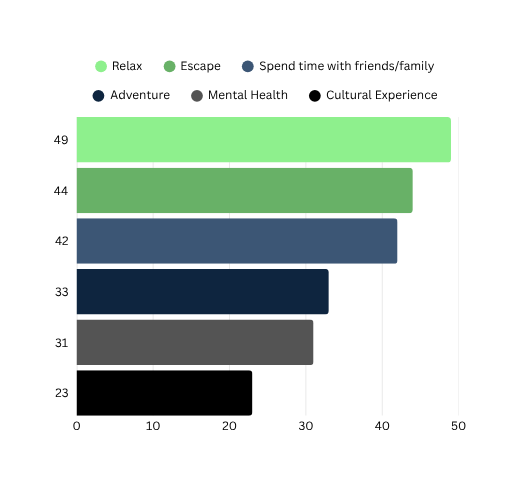 Relax Escape Spend time with friends/family
Adventure Mental Health Cultural Experience
49
44
42
33
31
23
0 10 20 30 40 50